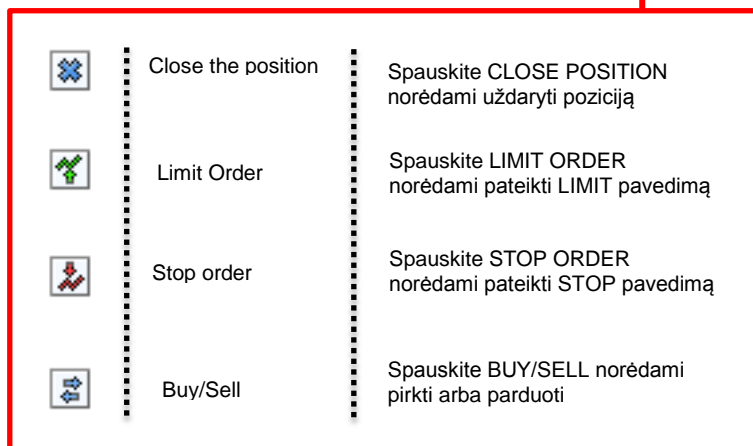 Close the position
Spauskite CLOSE POSITION
norėdami uždaryti poziciją
Limit Order
Spauskite LIMIT ORDER
norėdami pateikti LIMIT pavedimą
Stop order
Spauskite STOP ORDER
norėdami pateikti STOP pavedimą
Buy/Sell
Spauskite BUY/SELL norėdami
pirkti arba parduoti